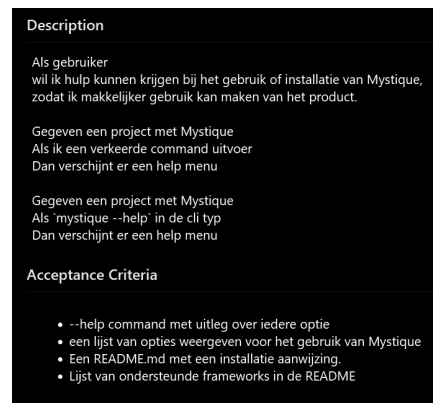 Description
Als gebruiker
wil ik hulp kunnen krijgen bij het gebruik of installatie van Mystique,
zodat ik makkelijker gebruik kan maken van het product.
Gegeven een project met Mystique
Als ik een verkeerde command uitvoer
Dan verschijnt er een help menu
Gegeven een project met Mystique
Als `mystique --help` in de cli typ
Dan verschijnt er een help menu
Acceptance Criteria
• --help command met uitleg over iedere optie
• een lijst van opties weergeven voor het gebruik van Mystique
• Een README.md met een installatie aanwijzing.
• Lijst van ondersteunde frameworks in de README